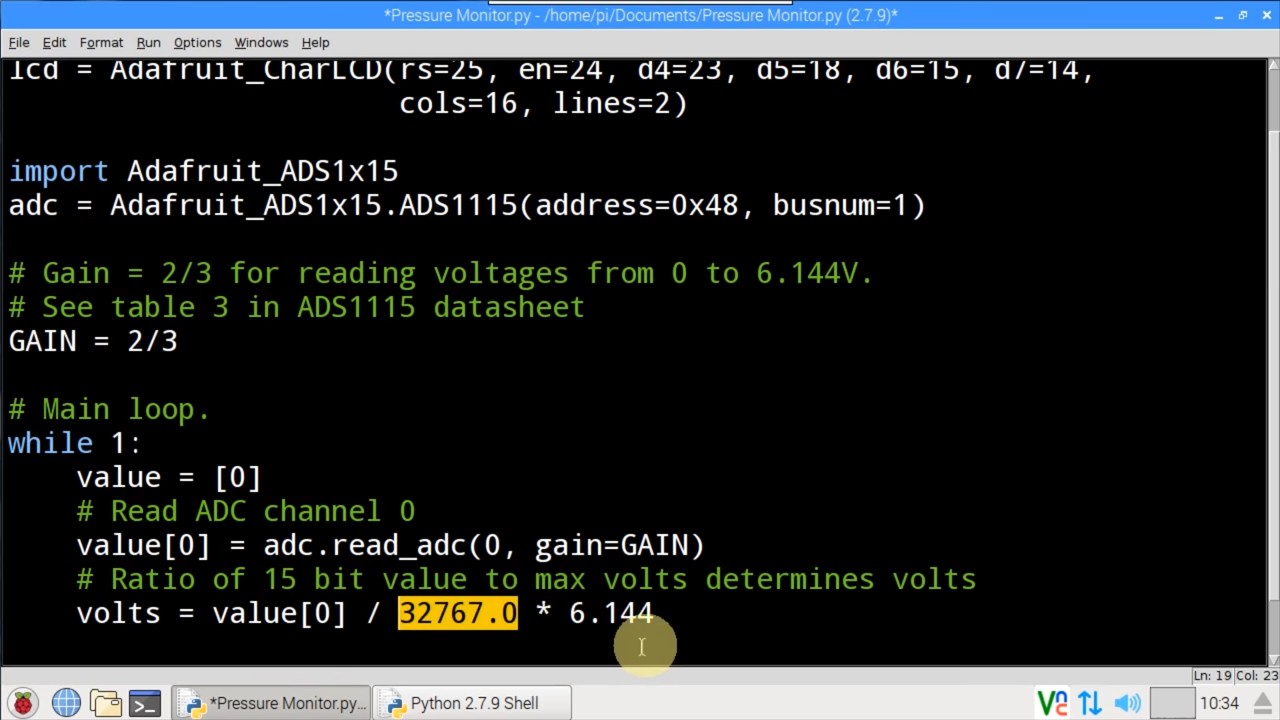 *Pressure Monitor.py - /home/pi/Documents/Pressure Monitor.py (2.7.9)*
File Edit Format Run Options Windows Help
lcd = Adafruit_CharLCD(rs=25, en=24, d4=23, d5=18, d6=15, d7=14,
cols=16, lines=2)
import Adafruit_ADS1x15
adc = Adafruit_ADS1x15.ADS1115(address=0x48, busnum=1)
# Gain = 2/3 for reading voltages from 0 to 6.144V.
# See table 3 in ADS1115 datasheet
GAIN = 2/3
# Main loop.
while 1:
value = [0]
# Read ADC channel 0
value[0] = adc.read_adc(0, gain=GAIN)
# Ratio of 15 bit value to max volts determines volts
volts = value[0] / 32767.0 * 6.144
Ln: 19 Col: 23
*Pressure Monitor.py... Python 2.7.9 Shell 10:34